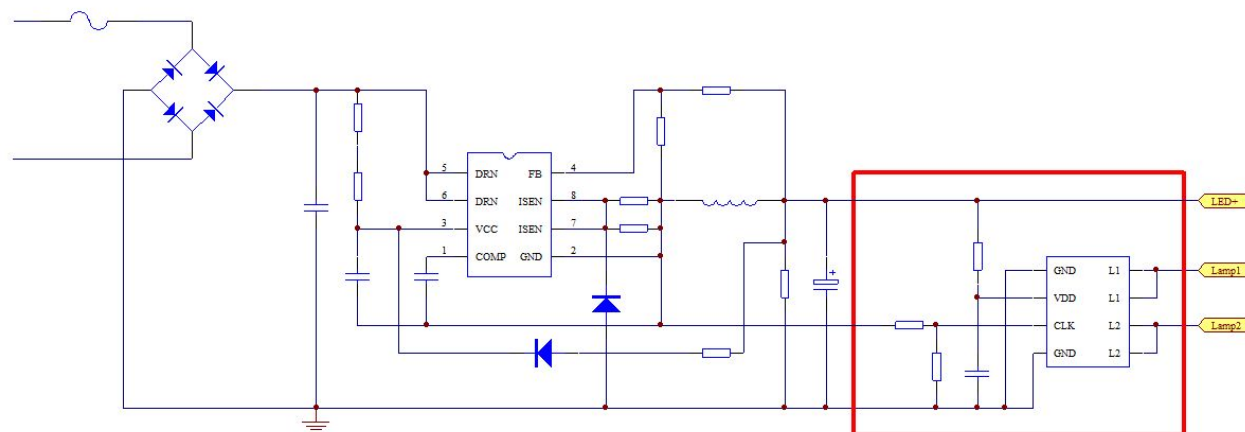 5 DRN FB 4
6 DRN ISEN 8
3 VCC ISEN 7
1 COMP GND 2
+
LED+
GND L1
Lamp1
VDD L1
CLK L2
Lamp2
GND L2